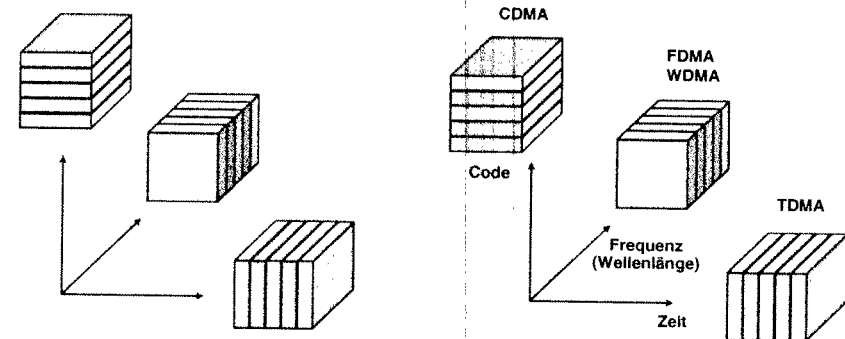 CDMA
FDMA
WDMA
Code
TDMA
Frequenz
(Wellenlänge)
Zeit